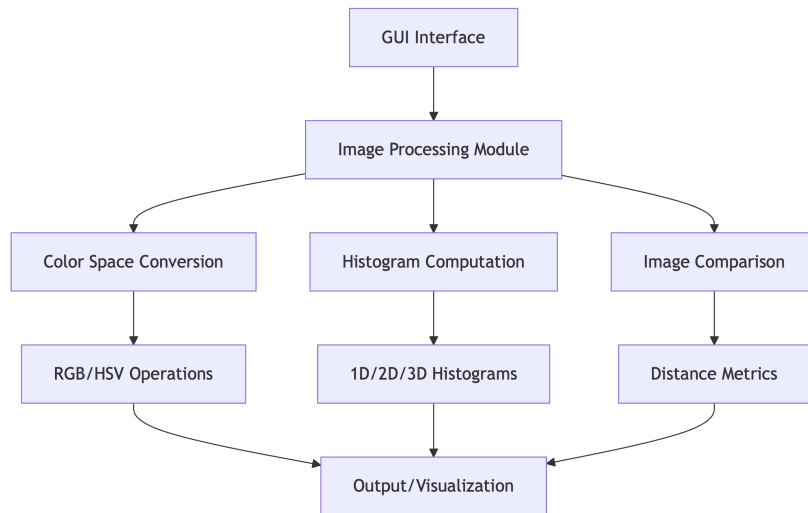 GUI Interface
Image Processing Module
Color Space Conversion
Histogram Computation
Image Comparison
RGB/HSV Operations
1D/2D/3D Histograms
Distance Metrics
Output/Visualization